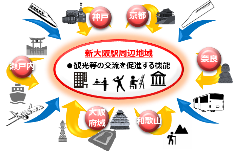 神戸
京都
新大阪駅周辺地域
●観光等の交流を促進する機能
瀬戸内
奈良
大阪
府域
和歌山